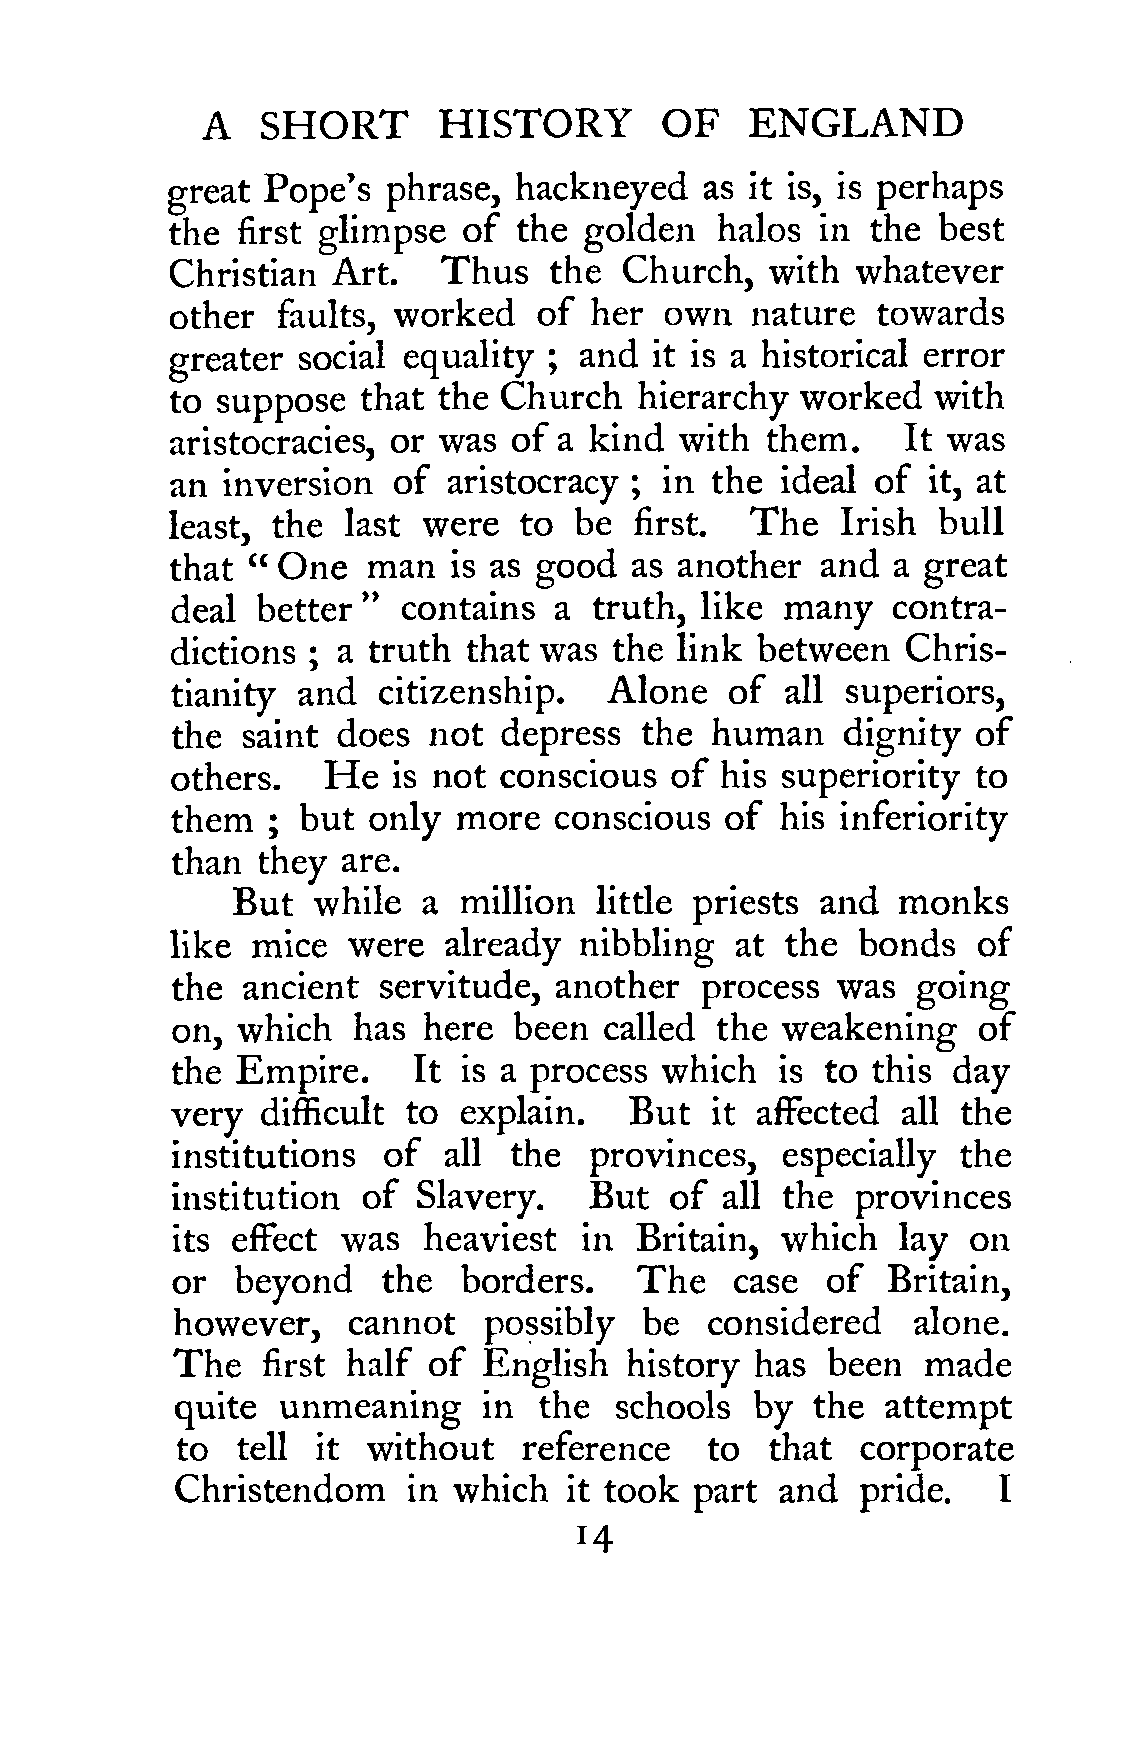 A SHORT HISTORY OF ENGLAND
great Pope's phrase, hackneyed as it is, is perhaps
the first glimpse of the golden halos in the best
Christian Art. Thus the Church, with whatever
other faults, worked of her own nature towards
greater social equality ; and it is a historical error
to suppose that the Church hierarchy worked with
aristocracies, or was of a kind with them. It was
an inversion of aristocracy ; in the ideal of it, at
least, the last were to be first. The Irish bull
that “ One man is as good as another and a great
deal better ” contains a truth, like many contra-
dictions ; a truth that was the link between Chris-
tianity and citizenship. Alone of all superiors,
the saint does not depress the human dignity of
others. He is not conscious of his superiority to
them ; but only more conscious of his inferiority
than they are.
But while a million little priests and monks
like mice were already nibbling at the bonds of
the ancient servitude, another process was going
on, which has here been called the weakening of
the Empire. It is a process which is to this day
very difficult to explain. But it affected all the
institutions of all the provinces, especially the
institution of Slavery. But of all the provinces
its effect was heaviest in Britain, which lay on
or beyond the borders. The case of Britain,
however, cannot possibly be considered alone.
The first half of English history has been made
quite unmeaning in the schools by the attempt
to tell it without reference to that corporate
Christendom in which it took part and pride. I
14